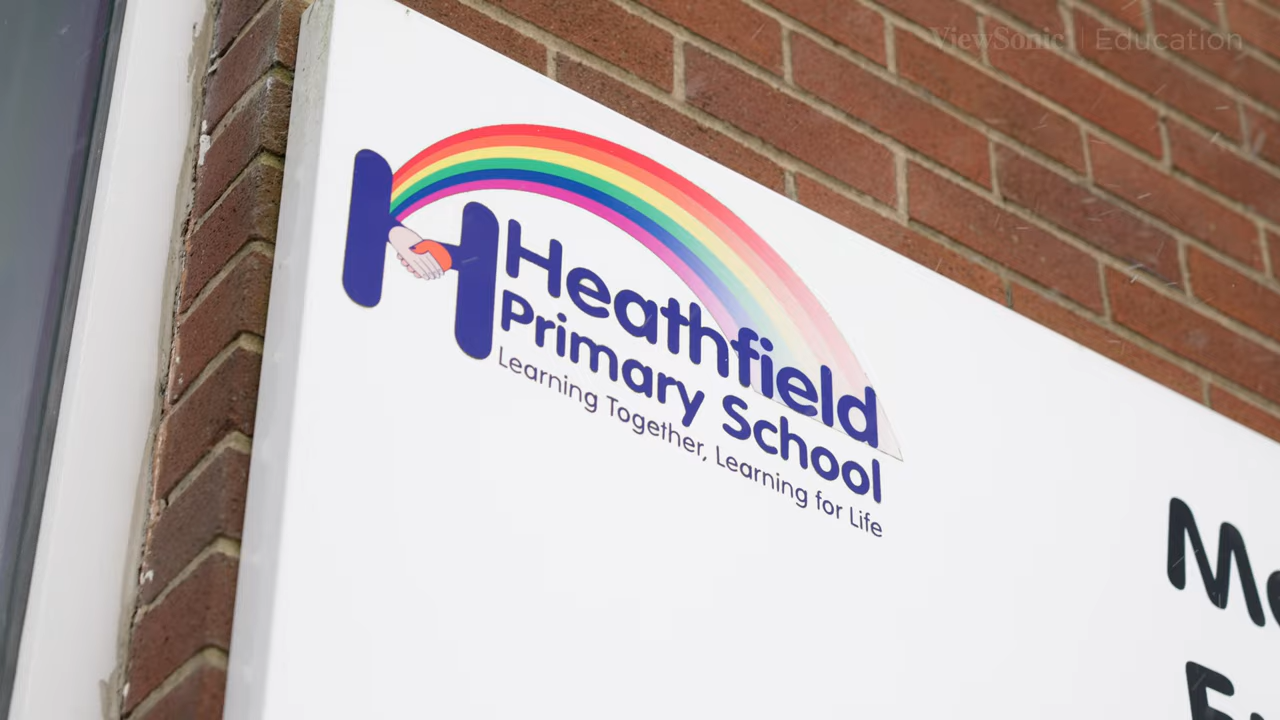 ViewSonic | Education
Heathfield
Primary School
Learning Together, Learning for Life